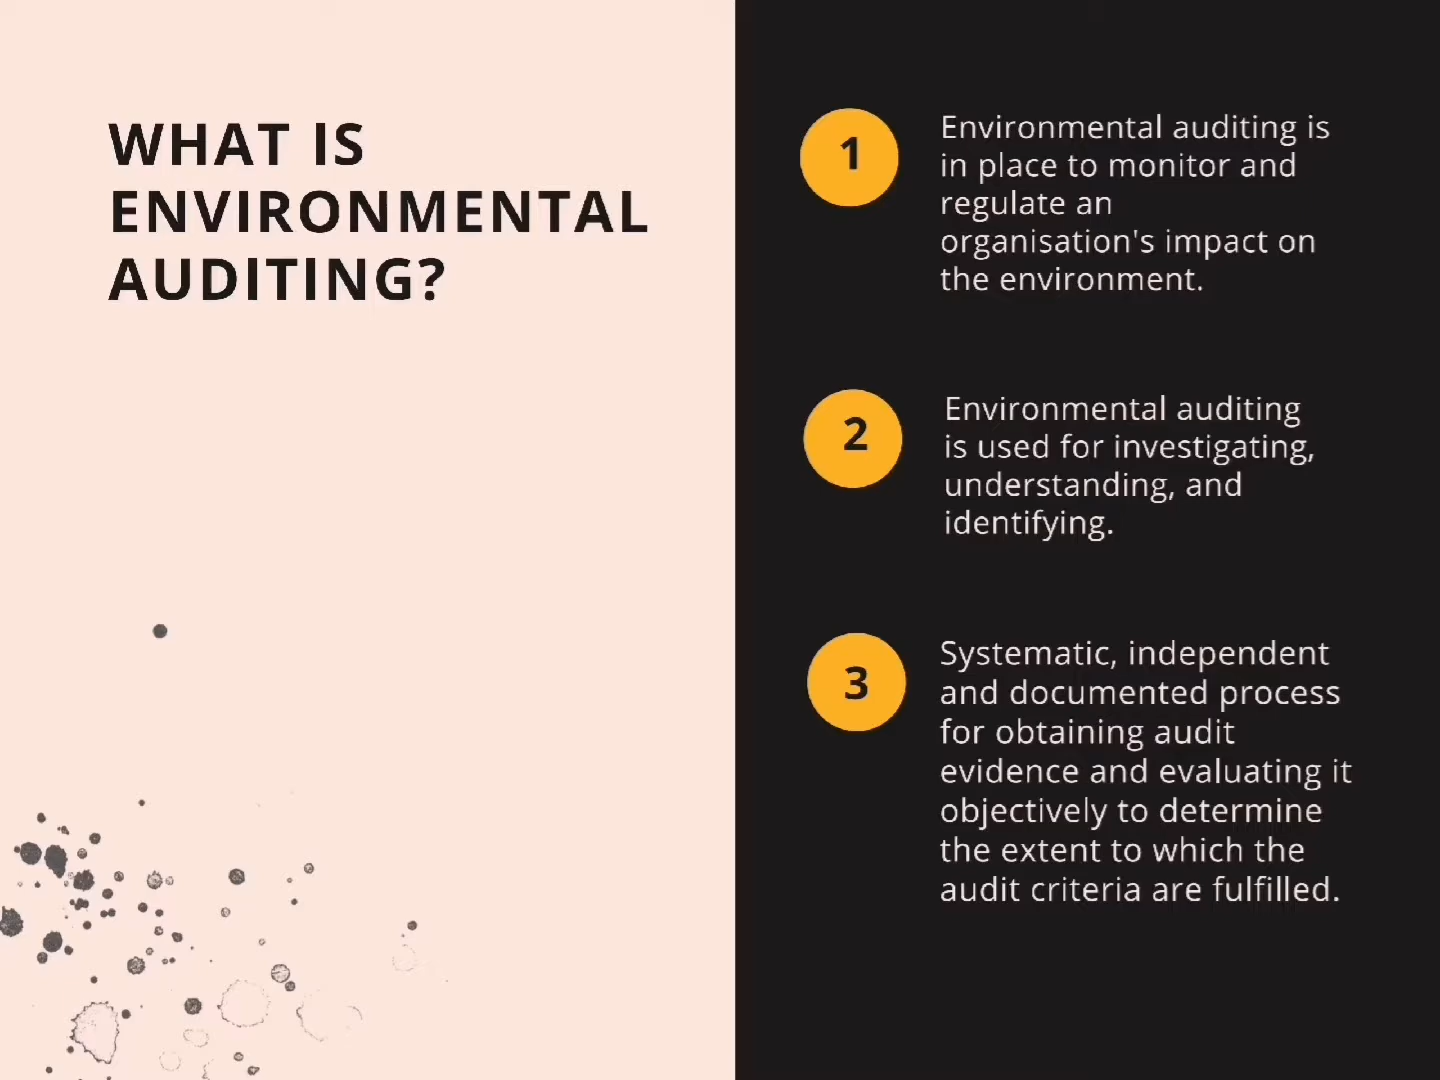 WHAT IS
ENVIRONMENTAL
AUDITING?
1
Environmental auditing is
in place to monitor and
regulate an
organisation's impact on
the environment.
2
Environmental auditing
is used for investigating,
understanding, and
identifying.
3
Systematic, independent
and documented process
for obtaining audit
evidence and evaluating it
objectively to determine
the extent to which the
audit criteria are fulfilled.